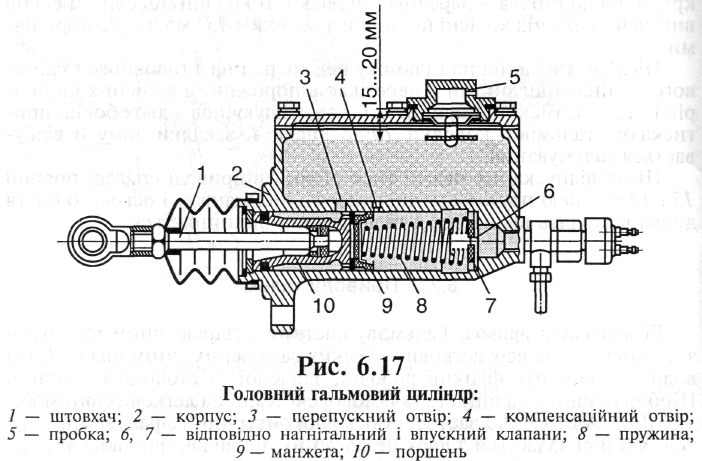 3
4
15...20 мм
5
1
2
6
10
9
8
7
Рис. 6.17
Головний гальмовий циліндр:
1 — штовхач; 2 — корпус; 3 — перепускний отвір; 4 — компенсаційний отвір;
5 — пробка; 6, 7 — відповідно нагнітальний і впускний клапани; 8 — пружина;
9 — манжета; 10 — поршень